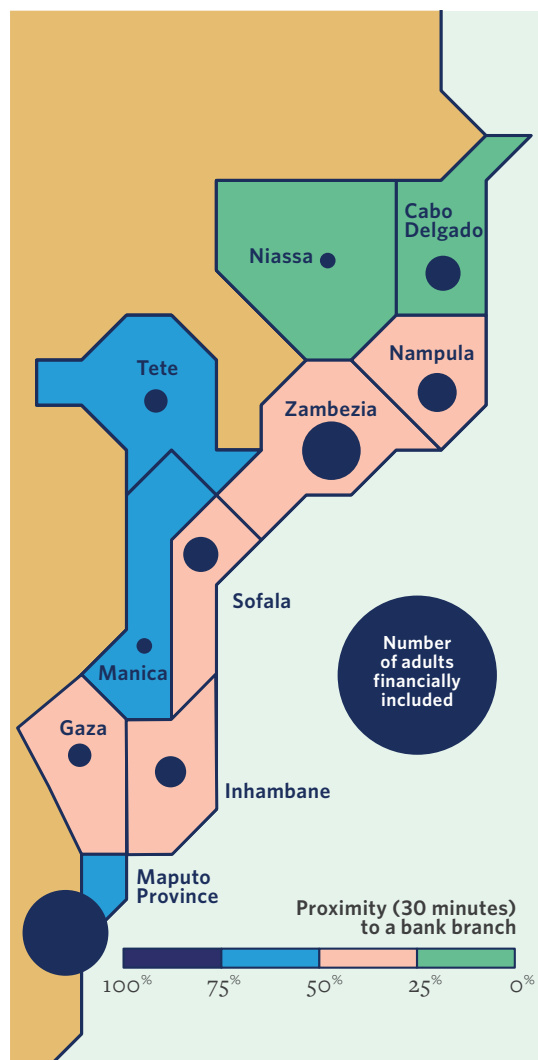 Cabo
Delgado
Niassa
Nampula
Tete
Zambezia
Sofala
Number
of adults
financially
included
Manica
Gaza
Inhambane
Maputo
Province
Proximity (30 minutes)
to a bank branch
100% 75% 50% 25% 0%